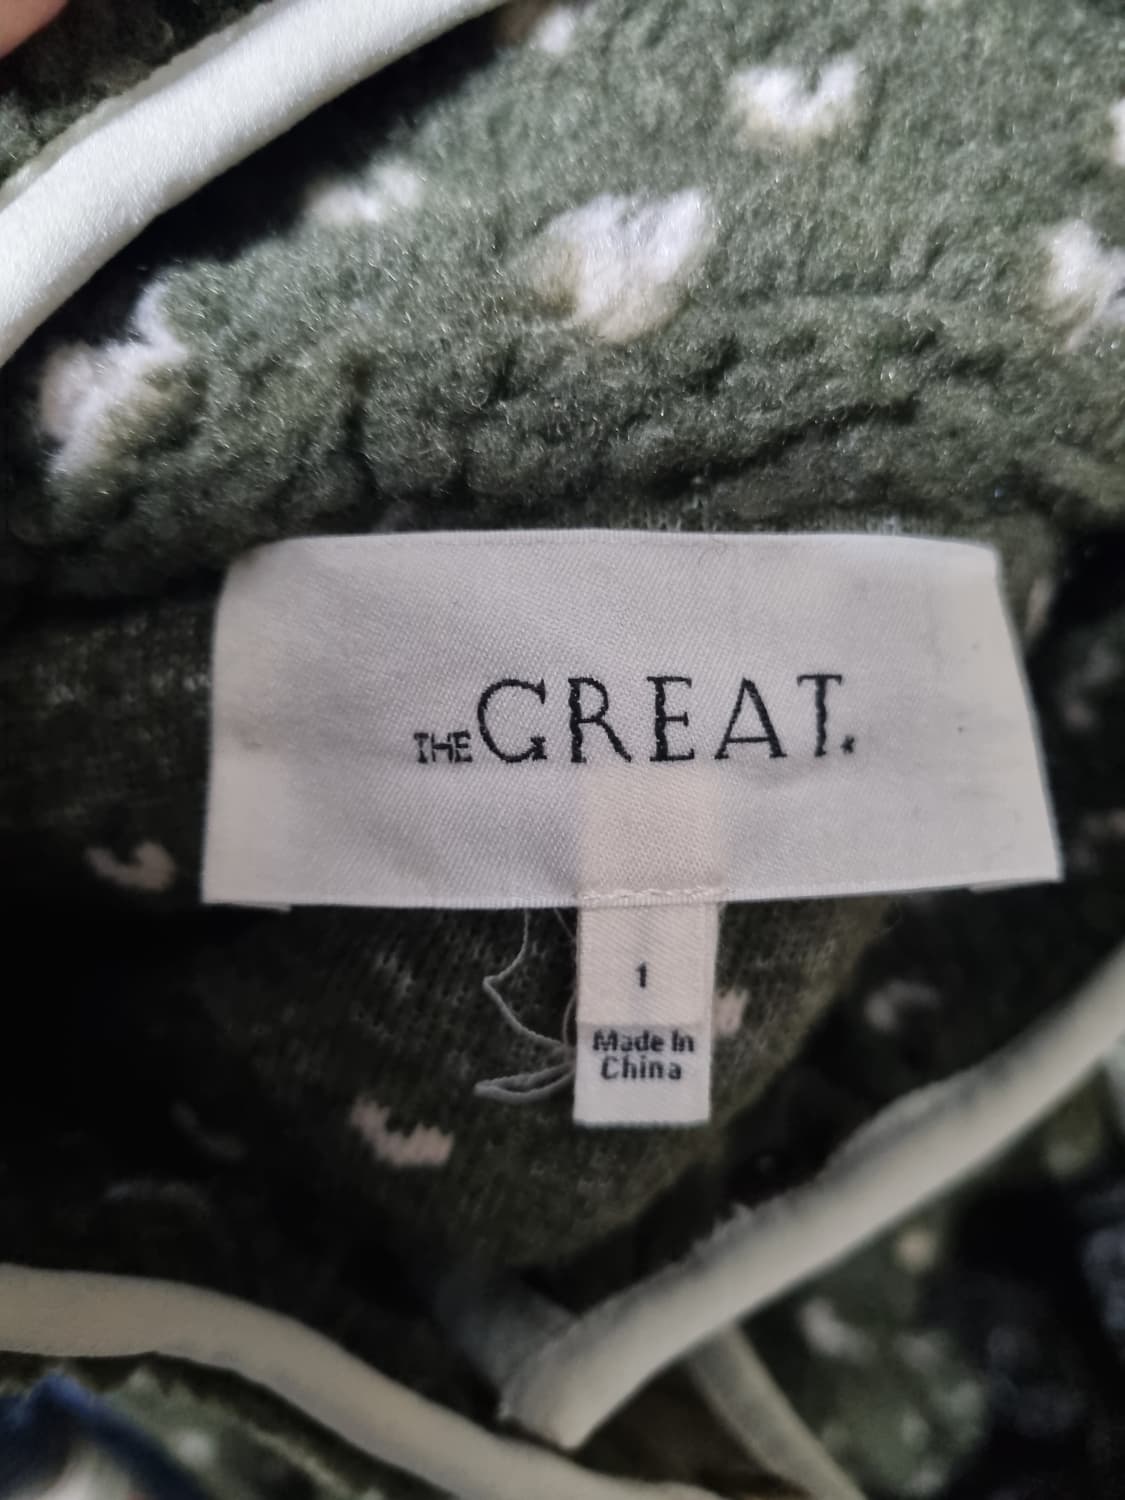 THE GREAT.
1
Made In
China